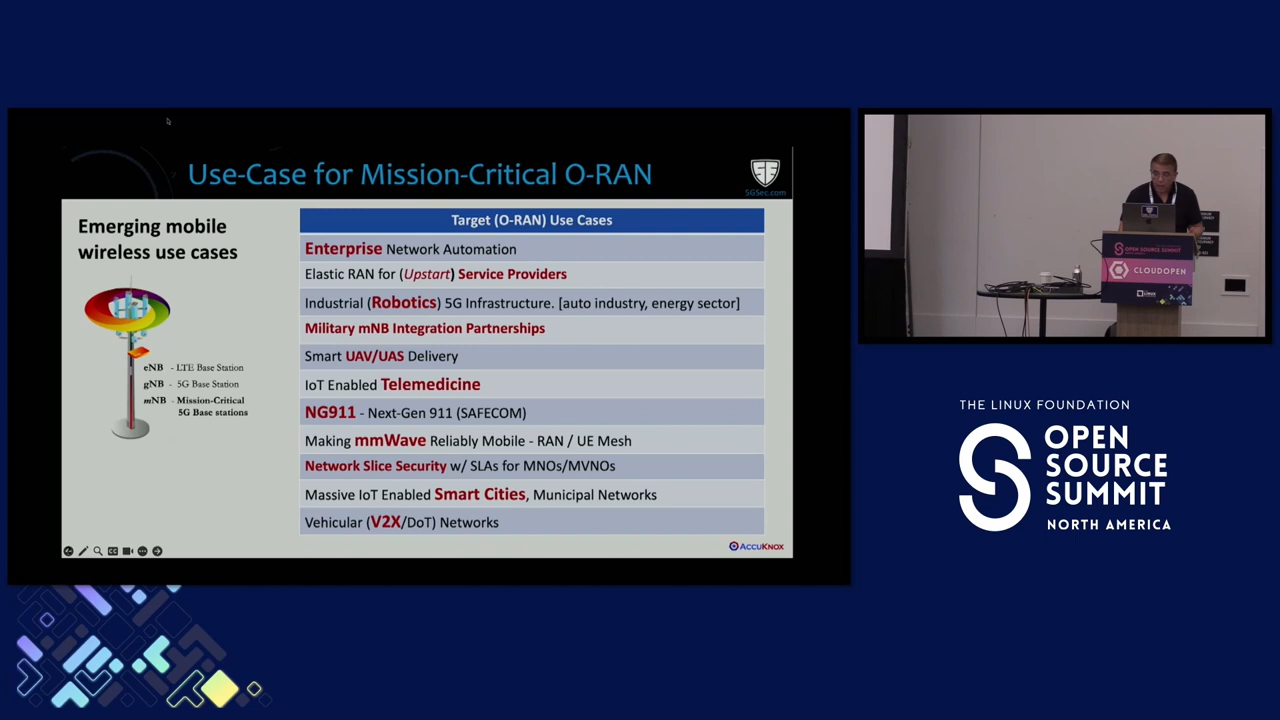 Use-Case for Mission-Critical O-RAN
5GSec.com
Emerging mobile
wireless use cases
eNB - LTE Base Station
gNB - 5G Base Station
mNB - Mission-Critical
5G Base stations
Target (O-RAN) Use Cases
Enterprise Network Automation
Elastic RAN for (Upstart) Service Providers
Industrial (Robotics) 5G Infrastructure. [auto industry, energy sector]
Military mNB Integration Partnerships
Smart UAV/UAS Delivery
IoT Enabled Telemedicine
NG911 - Next-Gen 911 (SAFECOM)
Making mmWave Reliably Mobile - RAN / UE Mesh
Network Slice Security w/ SLAs for MNOs/MVNOs
Massive IoT Enabled Smart Cities, Municipal Networks
Vehicular (V2X/DoT) Networks
ACCUKNOX
OPEN SOURCE SUMMIT
CLOUDOPEN
THE LINUX FOUNDATION
OPEN
SOURCE
SUMMIT
NORTH AMERICA